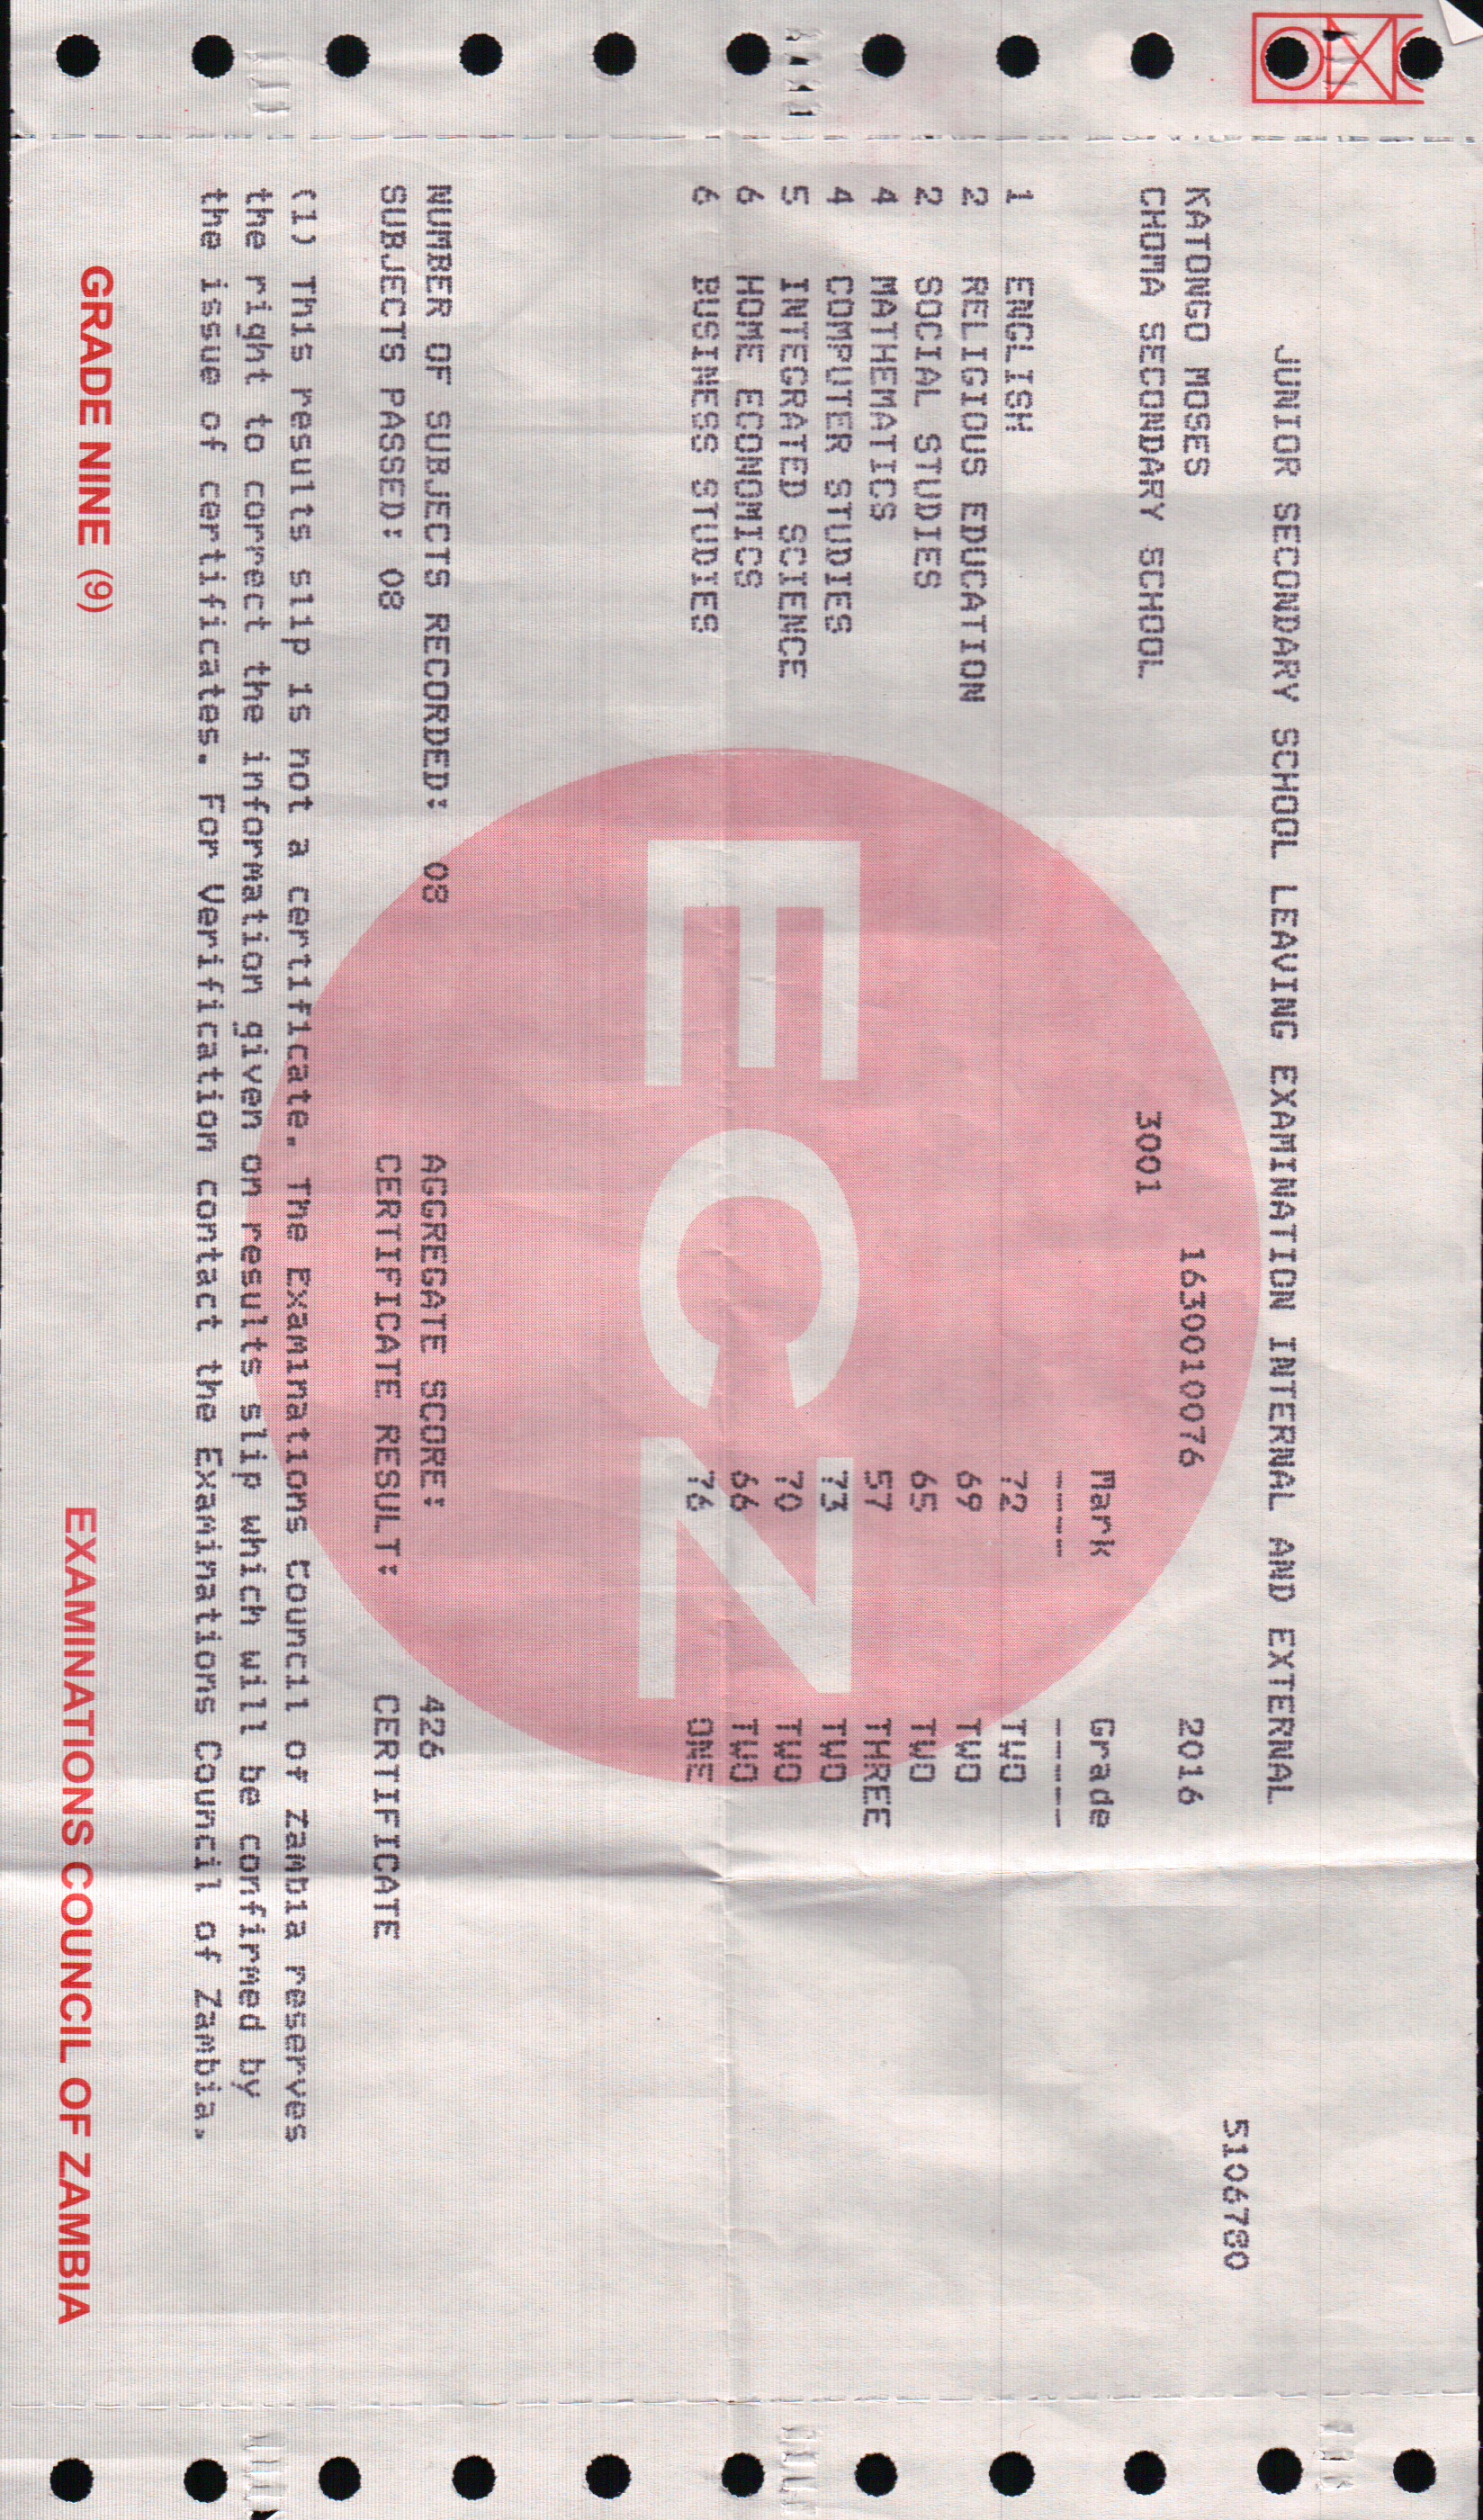 JUNIOR SECONDARY SCHOOL LEAVING EXAMINATION INTERNAL AND EXTERNAL
5106780
KATONGO MOSES 1630010076 2016
CHOMA SECONDARY SCHOOL 3001
Mark Grade
---- -----
1 ENGLISH 72 TWO
2 RELIGIOUS EDUCATION 69 TWO
2 SOCIAL STUDIES 65 TWO
4 MATHEMATICS 57 THREE
4 COMPUTER STUDIES 73 TWO
5 INTEGRATED SCIENCE 70 TWO
6 HOME ECONOMICS 66 TWO
6 BUSINESS STUDIES 76 ONE
ECZ
NUMBER OF SUBJECTS RECORDED: 08 AGGREGATE SCORE: 426
SUBJECTS PASSED: 08 CERTIFICATE RESULT: CERTIFICATE
(1) This results slip is not a certificate. The Examinations Council of Zambia reserves
the right to correct the information given on results slip which will be confirmed by
the issue of certificates. For Verification contact the Examinations Council of Zambia.
GRADE NINE (9) EXAMINATIONS COUNCIL OF ZAMBIA